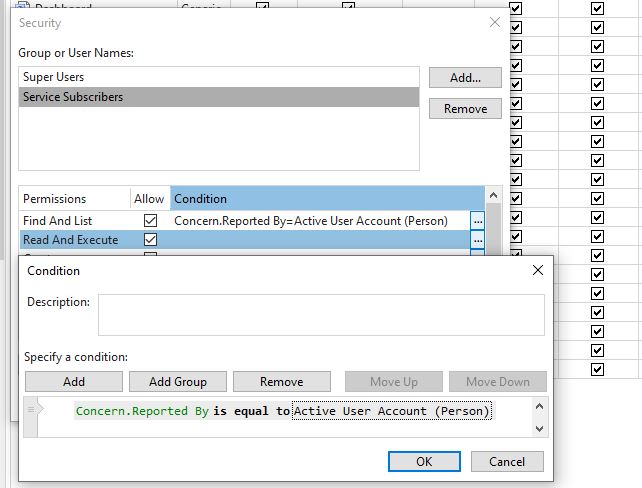 Dashboard Generic
Security
Group or User Names:
Super Users
Add...
Service Subscribers
Remove
Permissions Allow Condition
Find And List Concern.Reported By=Active User Account (Person) ...
Read And Execute ...
Condition
Description:
Specify a condition:
Add Add Group Remove Move Up Move Down
Concern.Reported By is equal to Active User Account (Person)
OK Cancel